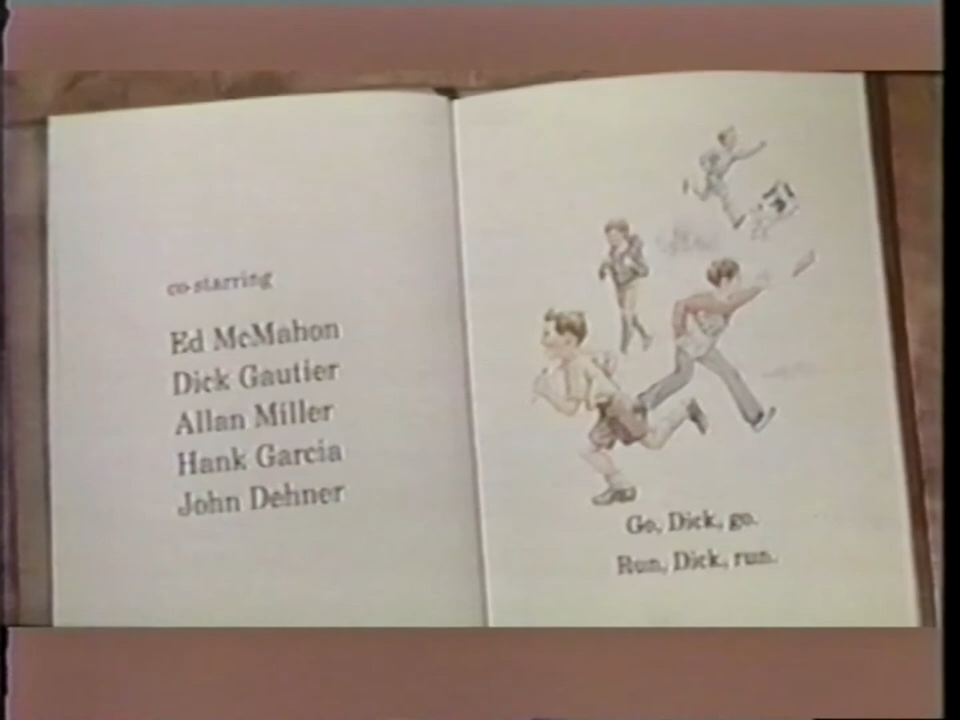 co-starring
Ed McMahon
Dick Gautier
Allan Miller
Hank Garcia
John Dehner
Go, Dick, go.
Run, Dick, run.